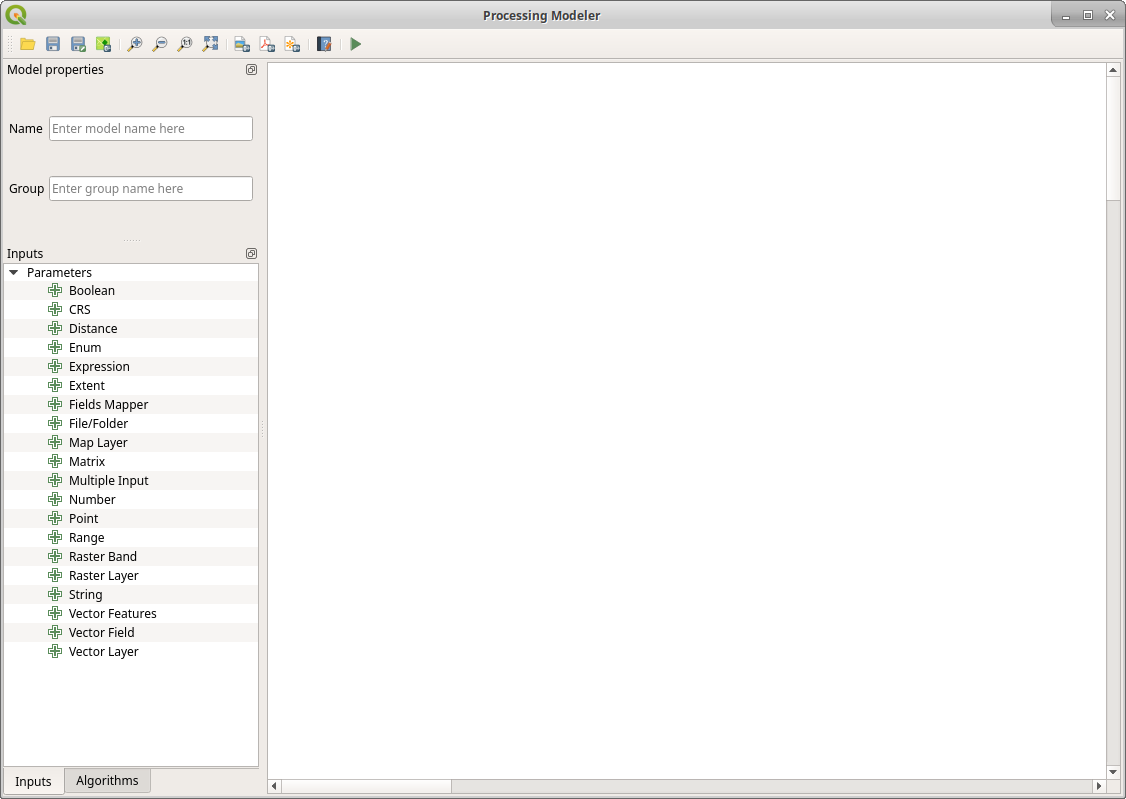 Processing Modeler
Model properties
Name Enter model name here
Group Enter group name here
Inputs
Parameters
Boolean
CRS
Distance
Enum
Expression
Extent
Fields Mapper
File/Folder
Map Layer
Matrix
Multiple Input
Number
Point
Range
Raster Band
Raster Layer
String
Vector Features
Vector Field
Vector Layer
Inputs Algorithms